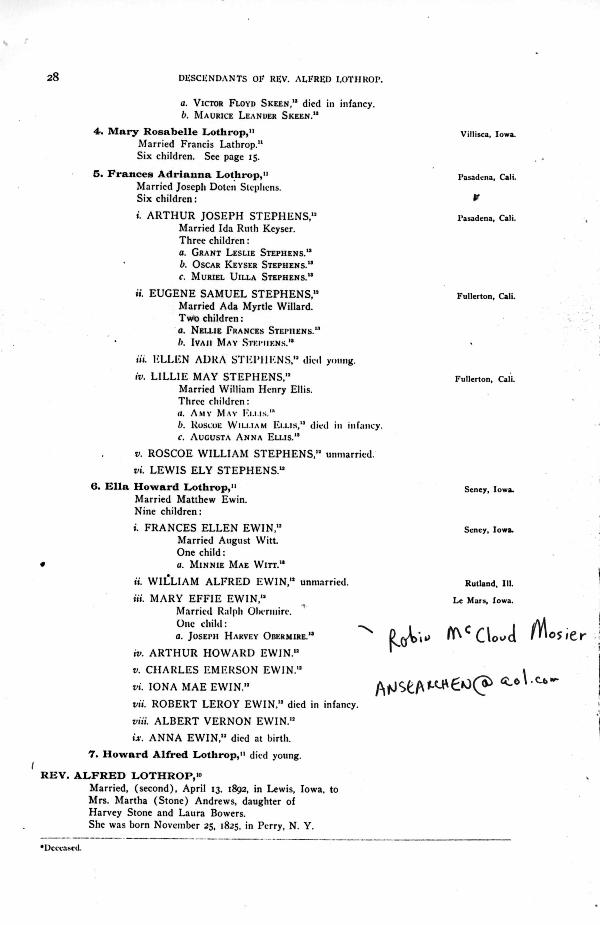 28
DESCENDANTS OF REV. ALFRED LOTHROP.
a. VICTOR FLOYD SKEEN,¹³ died in infancy.
b. MAURICE LEANDER SKEEN.¹³
4. Mary Rosabelle Lothrop,¹¹ Villisca, Iowa.
Married Francis Lathrop.¹¹
Six children. See page 15.
5. Frances Adrianna Lothrop,¹¹ Pasadena, Cali.
Married Joseph Doten Stephens.
Six children:
i. ARTHUR JOSEPH STEPHENS,¹² Pasadena, Cali.
Married Ida Ruth Keyser.
Three children:
a. GRANT LESLIE STEPHENS.¹³
b. OSCAR KEYSER STEPHENS.¹³
c. MURIEL UILLA STEPHENS.¹³
ii. EUGENE SAMUEL STEPHENS,¹² Fullerton, Cali.
Married Ada Myrtle Willard.
Two children:
a. NELLIE FRANCES STEPHENS.¹³
b. IVAH MAY STEPHENS.¹³
iii. ELLEN ADRA STEPHENS,¹² died young.
iv. LILLIE MAY STEPHENS,¹² Fullerton, Cali.
Married William Henry Ellis.
Three children:
a. AMY MAY ELLIS.¹³
b. ROSCOE WILLIAM ELLIS,¹³ died in infancy.
c. AUGUSTA ANNA ELLIS.¹³
v. ROSCOE WILLIAM STEPHENS,¹² unmarried.
vi. LEWIS ELY STEPHENS.¹²
6. Ella Howard Lothrop,¹¹ Seney, Iowa.
Married Matthew Ewin.
Nine children:
i. FRANCES ELLEN EWIN,¹² Seney, Iowa.
Married August Witt.
One child:
a. MINNIE MAE WITT.¹³
ii. WILLIAM ALFRED EWIN,¹² unmarried. Rutland, Ill.
iii. MARY EFFIE EWIN,¹² Le Mars, Iowa.
Married Ralph Obermire.
One child:
a. JOSEPH HARVEY OBERMIRE.¹³
Robin McCloud Mosier
iv. ARTHUR HOWARD EWIN.¹²
v. CHARLES EMERSON EWIN.¹²
vi. IONA MAE EWIN.¹²
ANSEARCHEN@aol.com
vii. ROBERT LEROY EWIN,¹² died in infancy.
viii. ALBERT VERNON EWIN.¹²
ix. ANNA EWIN,¹² died at birth.
7. Howard Alfred Lothrop,¹¹ died young.
REV. ALFRED LOTHROP,¹⁰
Married, (second), April 13, 1892, in Lewis, Iowa, to
Mrs. Martha (Stone) Andrews, daughter of
Harvey Stone and Laura Bowers.
She was born November 25, 1825, in Perry, N. Y.
*Deceased.